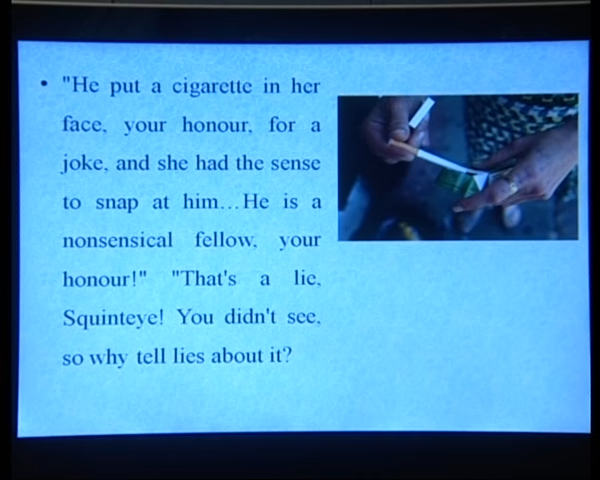 • "He put a cigarette in her
face, your honour, for a
joke, and she had the sense
to snap at him...He is a
nonsensical fellow, your
honour!" "That's a lie,
Squinteye! You didn't see,
so why tell lies about it?